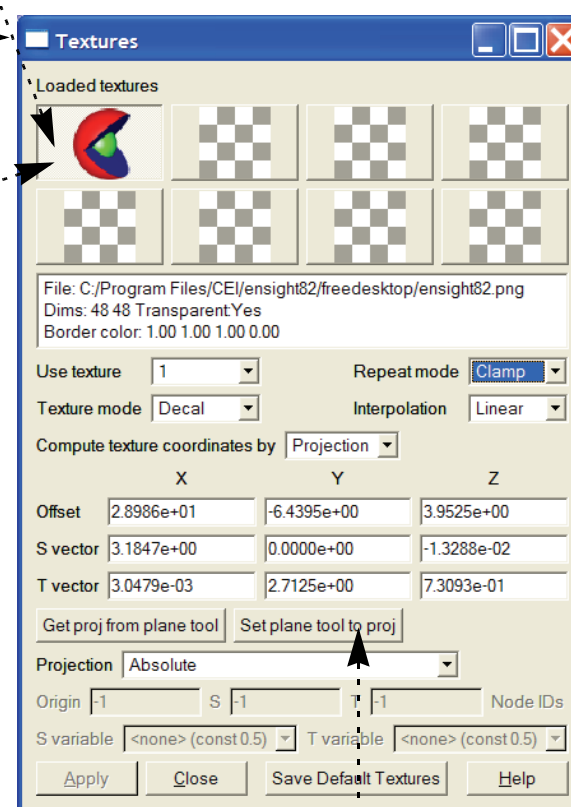 Textures
Loaded textures
File: C:/Program Files/CEI/ensight82/freedesktop/ensight82.png
Dims: 48 48 Transparent:Yes
Border color: 1.00 1.00 1.00 0.00
Use texture 1 Repeat mode Clamp
Texture mode Decal Interpolation Linear
Compute texture coordinates by Projection
X Y Z
Offset 2.8986e+01 -6.4395e+00 3.9525e+00
S vector 3.1847e+00 0.0000e+00 -1.3288e-02
T vector 3.0479e-03 2.7125e+00 7.3093e-01
Get proj from plane tool Set plane tool to proj
Projection Absolute
Origin -1 S -1 T -1 Node IDs
S variable <none> (const 0.5) T variable <none> (const 0.5)
Apply Close Save Default Textures Help